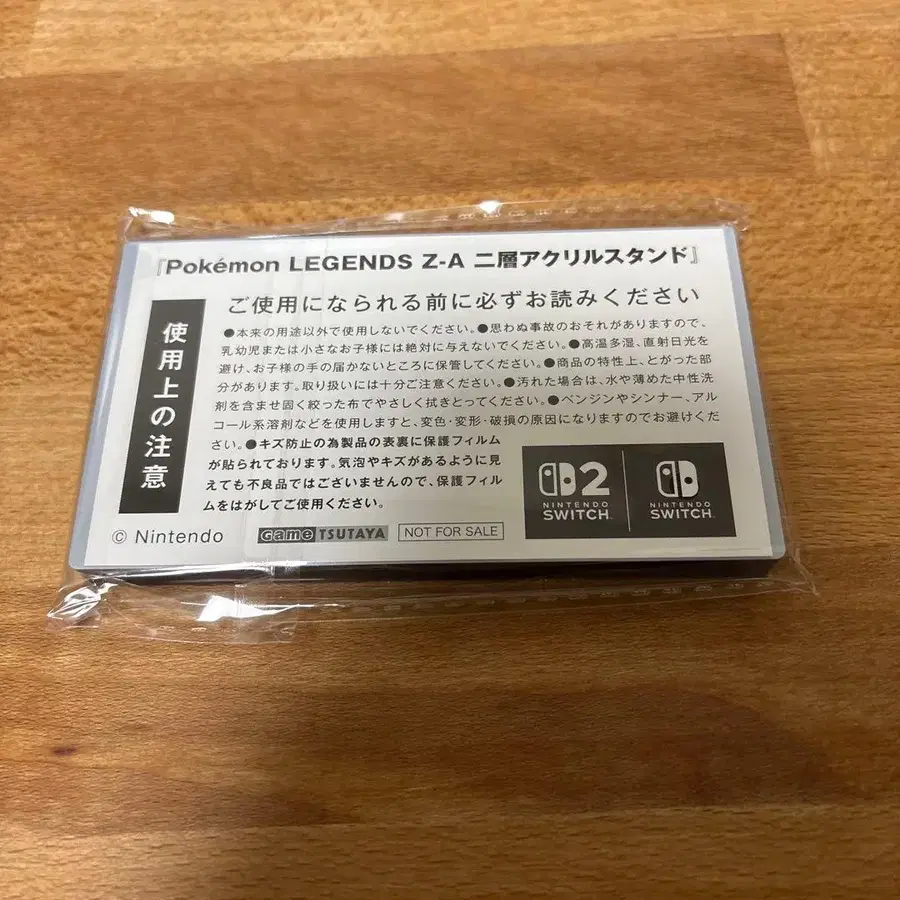 『Pokémon LEGENDS Z-A 二層アクリルスタンド』
使用上の注意
ご使用になられる前に必ずお読みください
●本来の用途以外で使用しないでください。●思わぬ事故のおそれがありますので、
乳幼児または小さなお子様には絶対に与えないでください。●高温多湿、直射日光を
避け、お子様の手の届かないところに保管してください。●商品の特性上、とがった部
分があります。取り扱いには十分ご注意ください。●汚れた場合は、水や薄めた中性洗
剤を含ませ固く絞った布でやさしく拭きとってください。●ベンジンやシンナー、アル
コール系溶剤などを使用しますと、変色・変形・破損の原因になりますのでお避けくだ
さい。●キズ防止の為製品の表裏に保護フィルム
が貼られております。気泡やキズがあるように見
えても不良品ではございませんので、保護フィル
ムをはがしてご使用ください。
2
NINTENDO
SWITCH™
NINTENDO
SWITCH™
© Nintendo
Game TSUTAYA
NOT FOR SALE